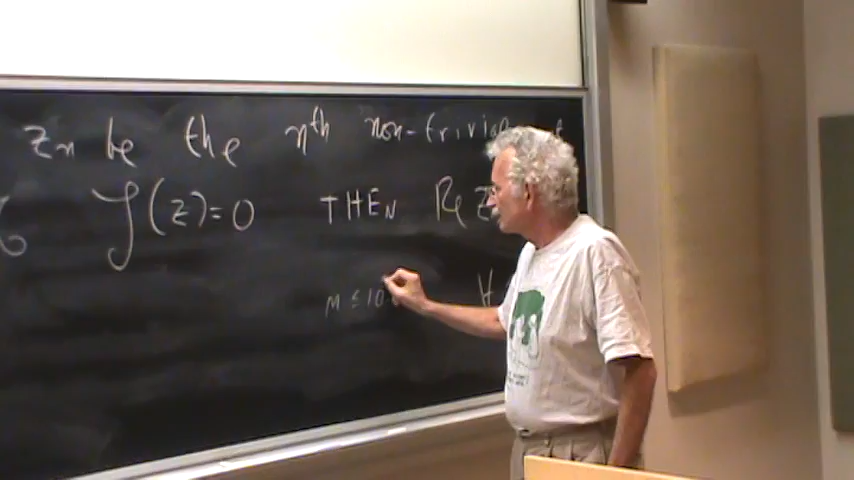 Zn be the nth non-trivial
ζ(z)=0 THEN Re Z
M ≤ 10 ∀